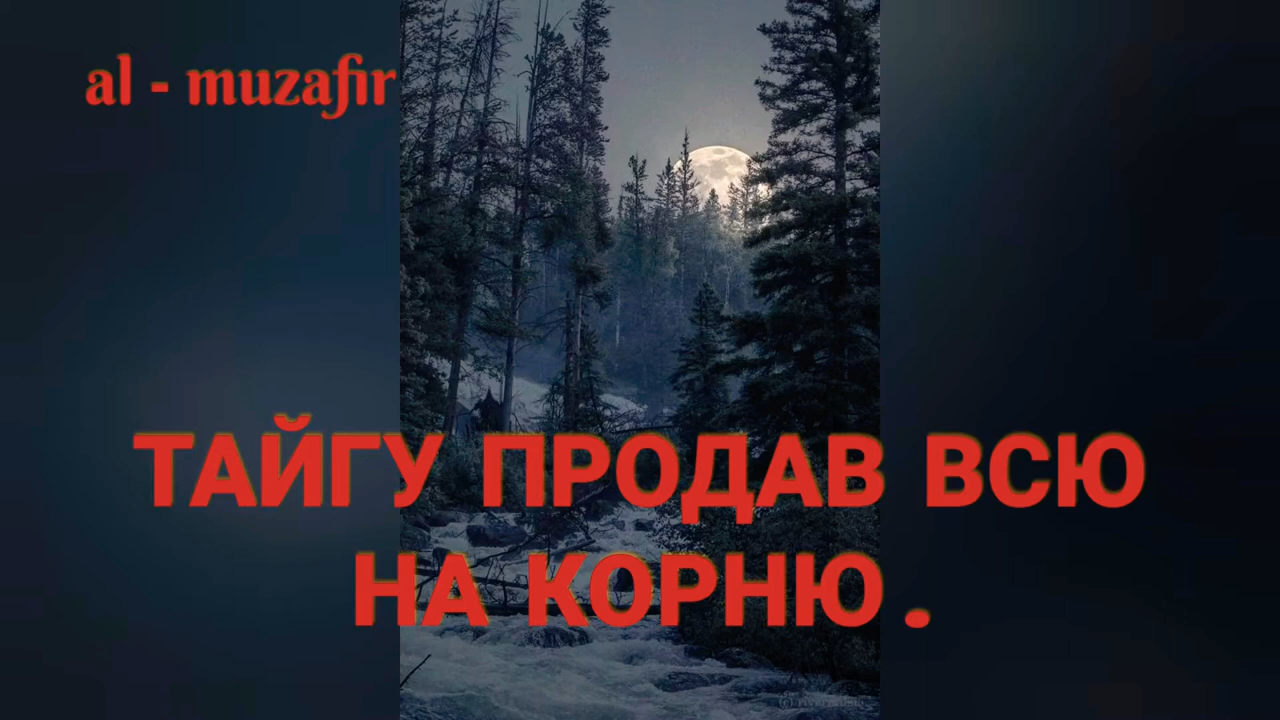 al - muzafir
ТАЙГУ ПРОДАВ ВСЮ
НА КОРНЮ .